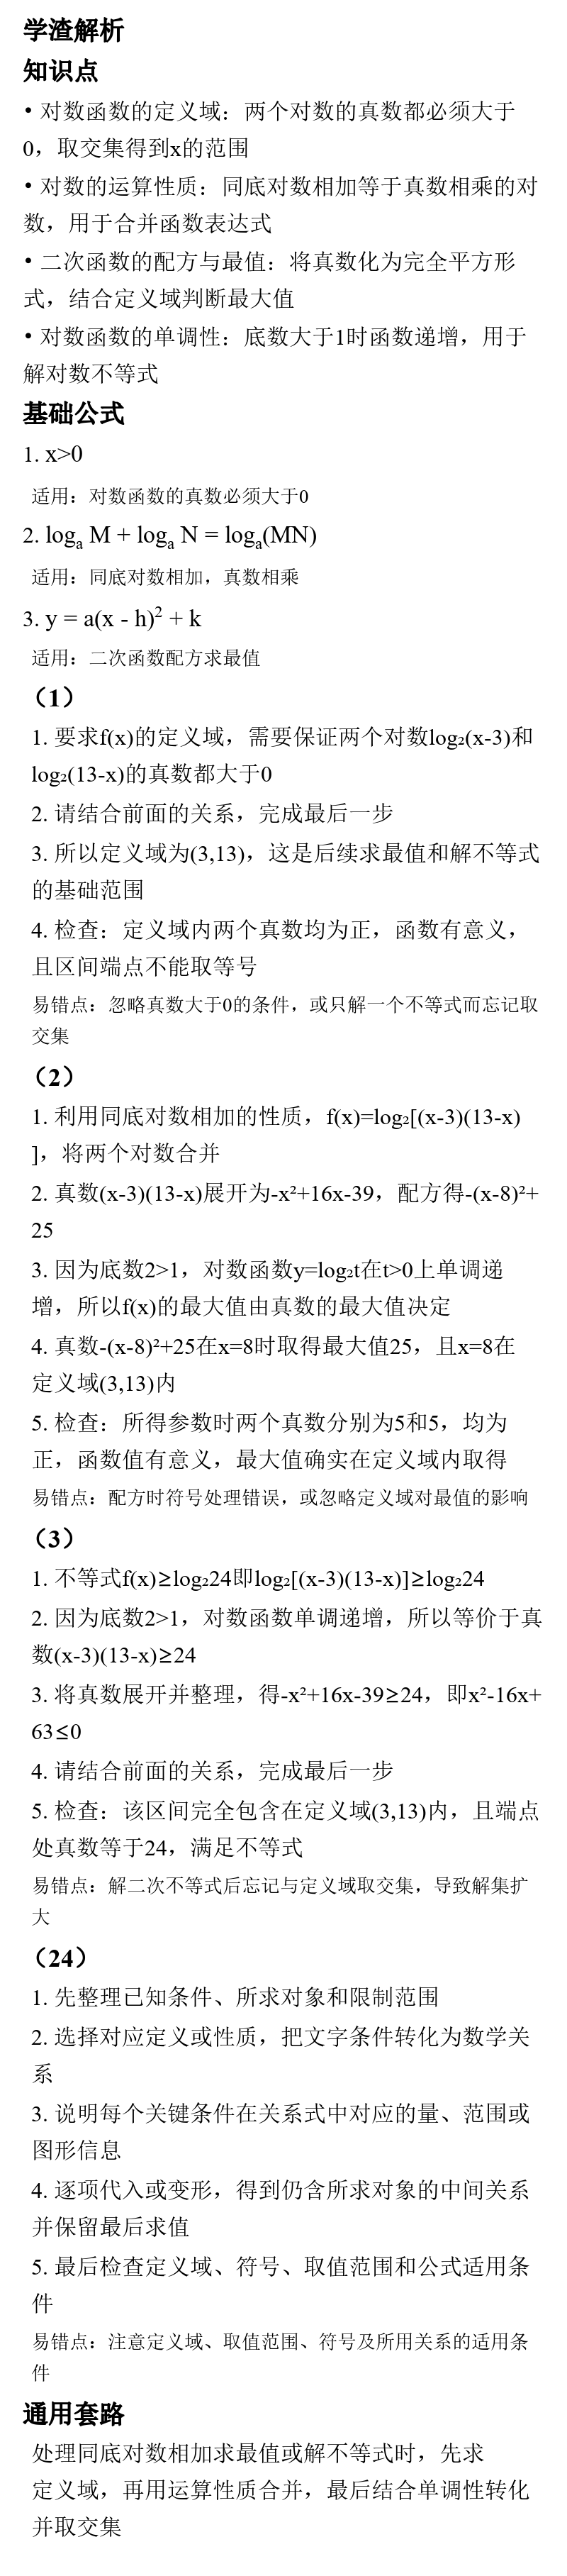 学渣解析
知识点
• 对数函数的定义域：两个对数的真数都必须大于
0，取交集得到x的范围
• 对数的运算性质：同底对数相加等于真数相乘的对
数，用于合并函数表达式
• 二次函数的配方与最值：将真数化为完全平方形
式，结合定义域判断最大值
• 对数函数的单调性：底数大于1时函数递增，用于
解对数不等式
基础公式
1. x>0
适用：对数函数的真数必须大于0
2. logₐ M + logₐ N = logₐ(MN)
适用：同底对数相加，真数相乘
3. y = a(x - h)² + k
适用：二次函数配方求最值
（1）
1. 要求f(x)的定义域，需要保证两个对数log₂(x-3)和
log₂(13-x)的真数都大于0
2. 请结合前面的关系，完成最后一步
3. 所以定义域为(3,13)，这是后续求最值和解不等式
的基础范围
4. 检查：定义域内两个真数均为正，函数有意义，
且区间端点不能取等号
易错点：忽略真数大于0的条件，或只解一个不等式而忘记取
交集
（2）
1. 利用同底对数相加的性质，f(x)=log₂[(x-3)(13-x)
]，将两个对数合并
2. 真数(x-3)(13-x)展开为-x²+16x-39，配方得-(x-8)²+
25
3. 因为底数2>1，对数函数y=log₂t在t>0上单调递
增，所以f(x)的最大值由真数的最大值决定
4. 真数-(x-8)²+25在x=8时取得最大值25，且x=8在
定义域(3,13)内
5. 检查：所得参数时两个真数分别为5和5，均为
正，函数值有意义，最大值确实在定义域内取得
易错点：配方时符号处理错误，或忽略定义域对最值的影响
（3）
1. 不等式f(x)≥log₂24即log₂[(x-3)(13-x)]≥log₂24
2. 因为底数2>1，对数函数单调递增，所以等价于真
数(x-3)(13-x)≥24
3. 将真数展开并整理，得-x²+16x-39≥24，即x²-16x+
63≤0
4. 请结合前面的关系，完成最后一步
5. 检查：该区间完全包含在定义域(3,13)内，且端点
处真数等于24，满足不等式
易错点：解二次不等式后忘记与定义域取交集，导致解集扩
大
（24）
1. 先整理已知条件、所求对象和限制范围
2. 选择对应定义或性质，把文字条件转化为数学关
系
3. 说明每个关键条件在关系式中对应的量、范围或
图形信息
4. 逐项代入或变形，得到仍含所求对象的中间关系
并保留最后求值
5. 最后检查定义域、符号、取值范围和公式适用条
件
易错点：注意定义域、取值范围、符号及所用关系的适用条
件
通用套路
处理同底对数相加求最值或解不等式时，先求
定义域，再用运算性质合并，最后结合单调性转化
并取交集